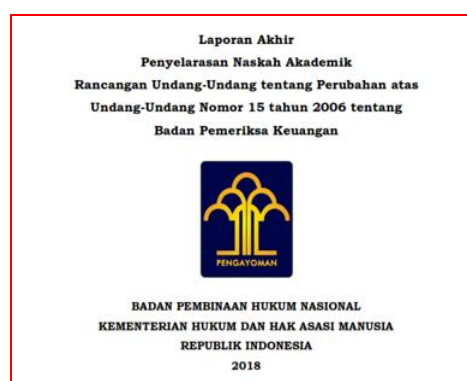 Laporan Akhir
Penyelarasan Naskah Akademik
Rancangan Undang-Undang tentang Perubahan atas
Undang-Undang Nomor 15 tahun 2006 tentang
Badan Pemeriksa Keuangan
PENGAYOMAN
BADAN PEMBINAAN HUKUM NASIONAL
KEMENTERIAN HUKUM DAN HAK ASASI MANUSIA
REPUBLIK INDONESIA
2018